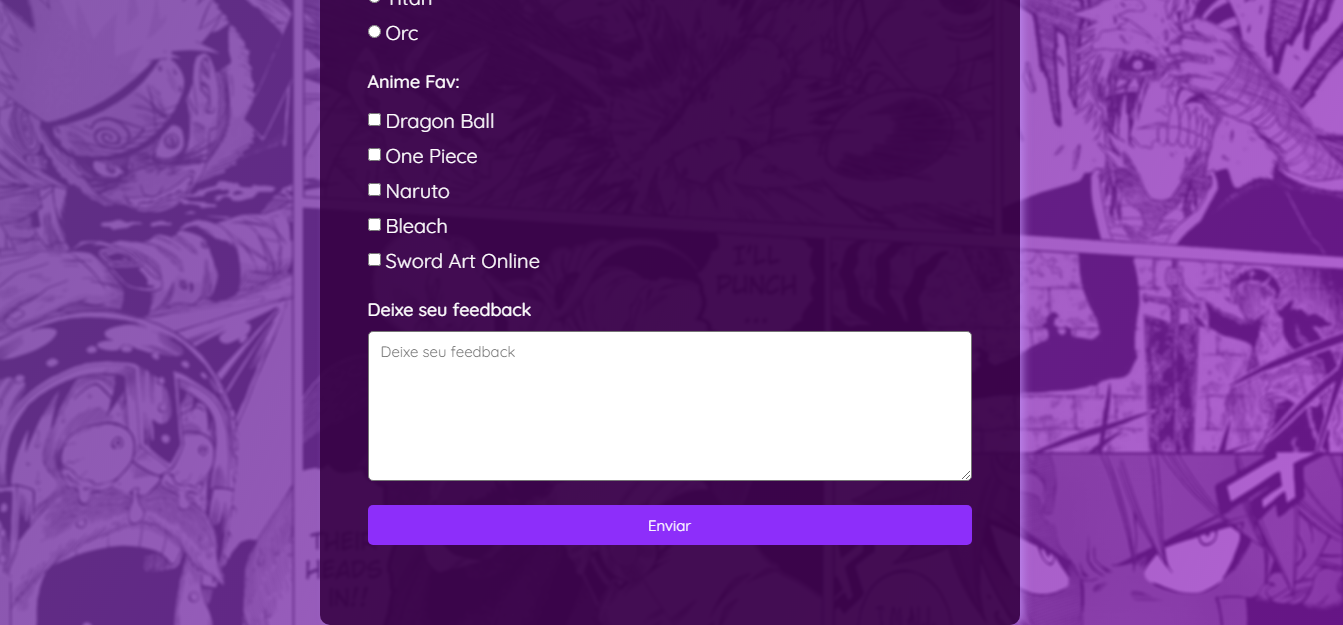 Titan
Orc
Anime Fav:
Dragon Ball
One Piece
Naruto
Bleach
Sword Art Online
I'LL
PUNCH
...
Deixe seu feedback
Deixe seu feedback
Enviar
HEADS
IN!!